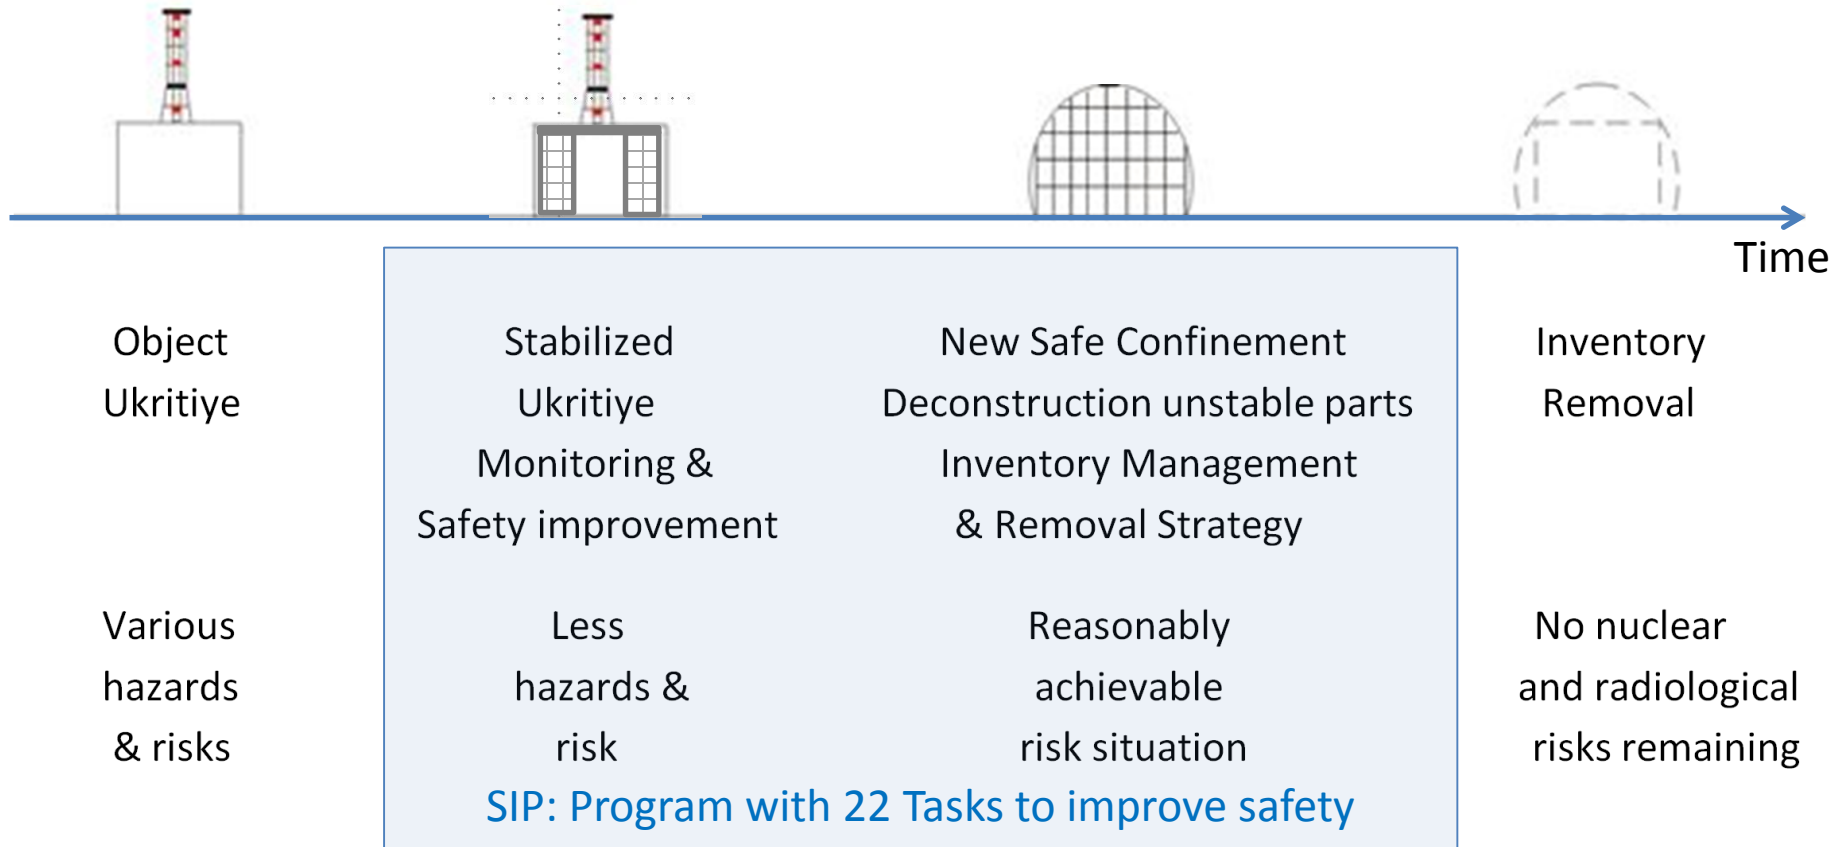 Time
Object
Ukritiye
Various
hazards
& risks
Stabilized
Ukritiye
Monitoring &
Safety improvement
Less
hazards &
risk
New Safe Confinement
Deconstruction unstable parts
Inventory Management
& Removal Strategy
Reasonably
achievable
risk situation
Inventory
Removal
No nuclear
and radiological
risks remaining
SIP: Program with 22 Tasks to improve safety